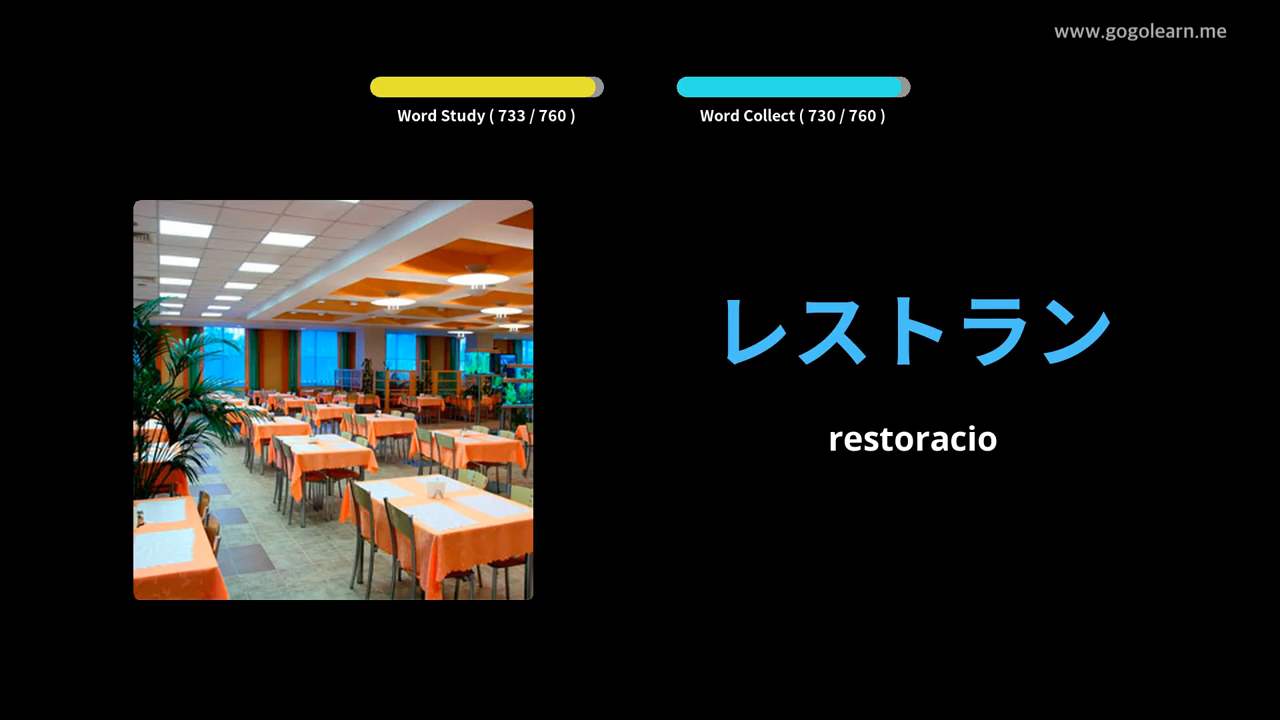 www.gogolearn.me
Word Study ( 733 / 760 )
Word Collect ( 730 / 760 )
レストラン
restoracio